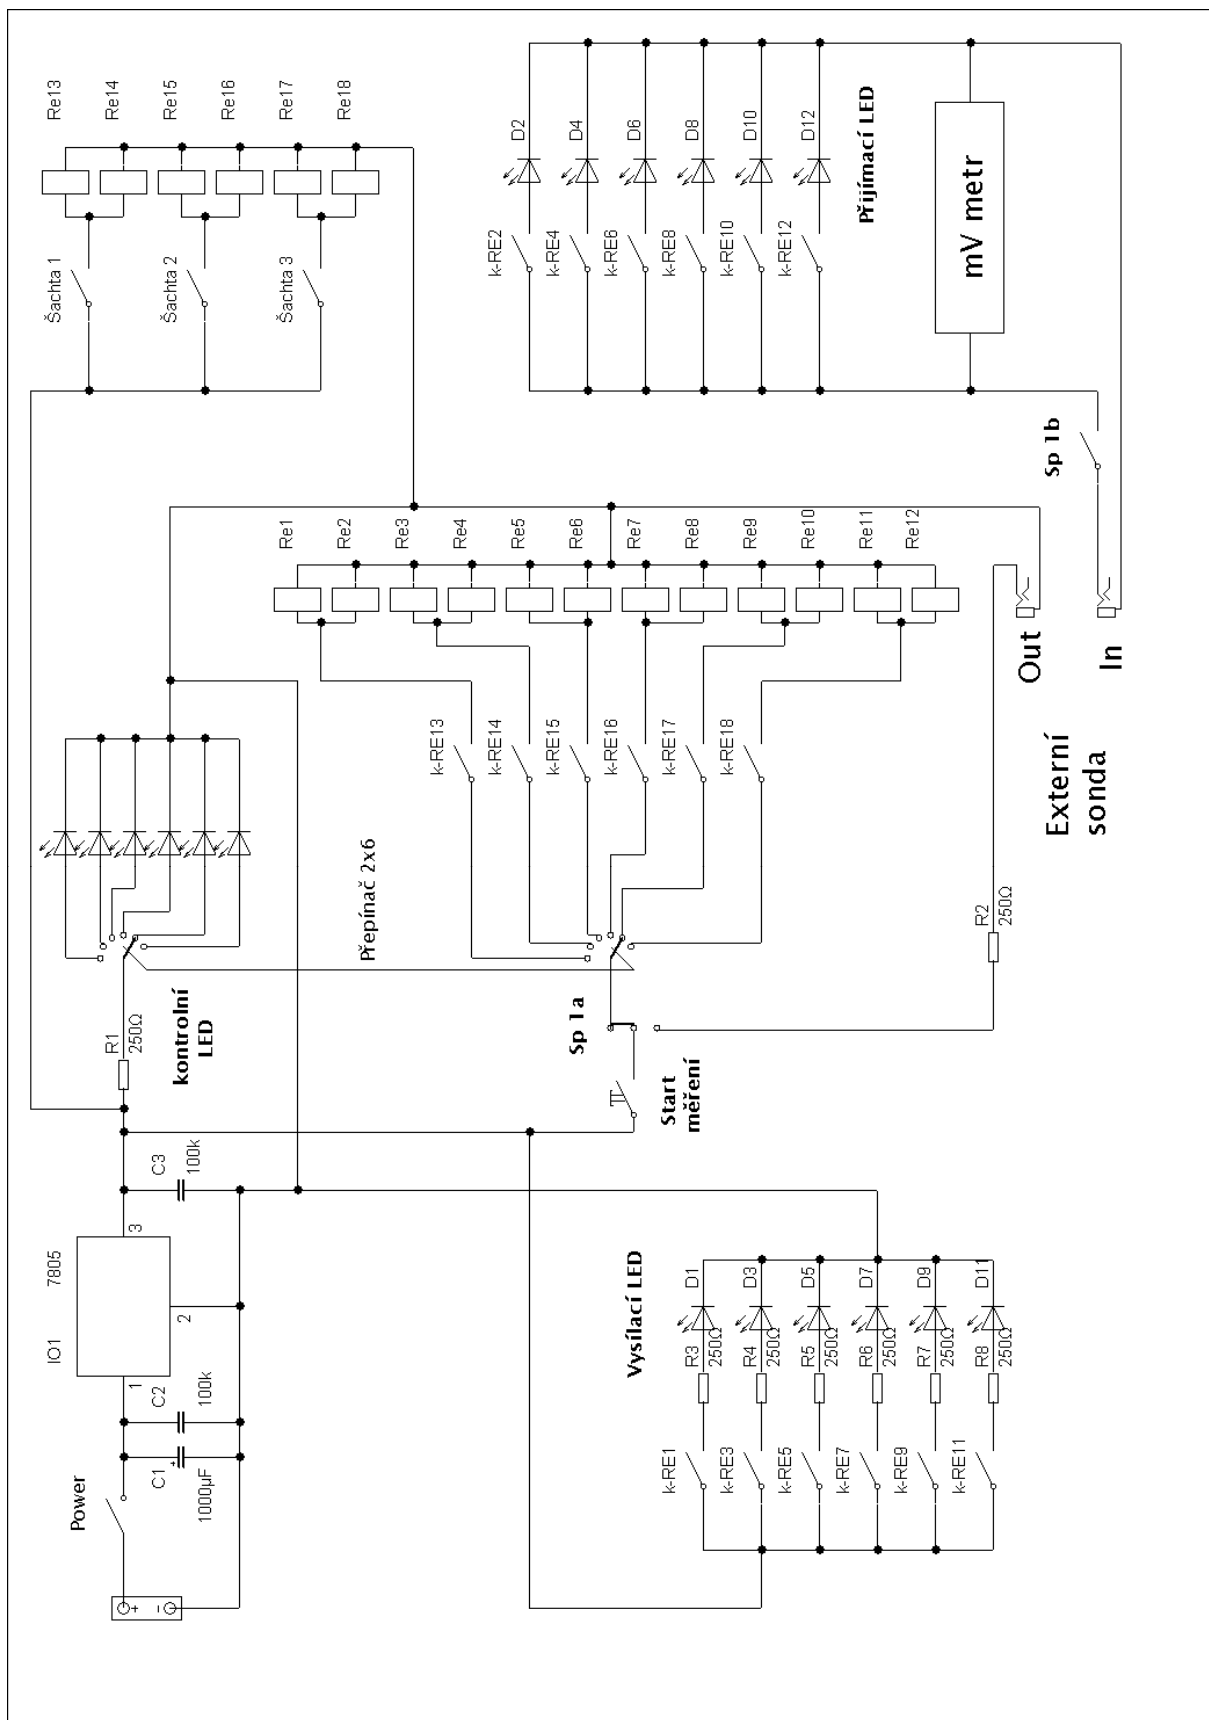 Re13
Re14
Re15
Re16
Re17
Re18
Šachta 1
Šachta 2
Šachta 3
D2
D4
D6
D8
D10
D12
Přijímací LED
k-RE2
k-RE4
k-RE6
k-RE8
k-RE10
k-RE12
mV metr
Sp 1b
Re1
Re2
Re3
Re4
Re5
Re6
Re7
Re8
Re9
Re10
Re11
Re12
Out
In
Externí
sonda
k-RE13
k-RE14
k-RE15
k-RE16
k-RE17
k-RE18
Přepínač 2x6
R2
250Ω
kontrolní
LED
R1
250Ω
Sp 1a
Start
měření
C3
100k
IO1
7805
1
2
3
C2
100k
C1
+
1000µF
Power
+
−
Vysílací LED
D1
D3
D5
D7
D9
D11
R3
250Ω
R4
250Ω
R5
250Ω
R6
250Ω
R7
250Ω
R8
250Ω
k-RE1
k-RE3
k-RE5
k-RE7
k-RE9
k-RE11